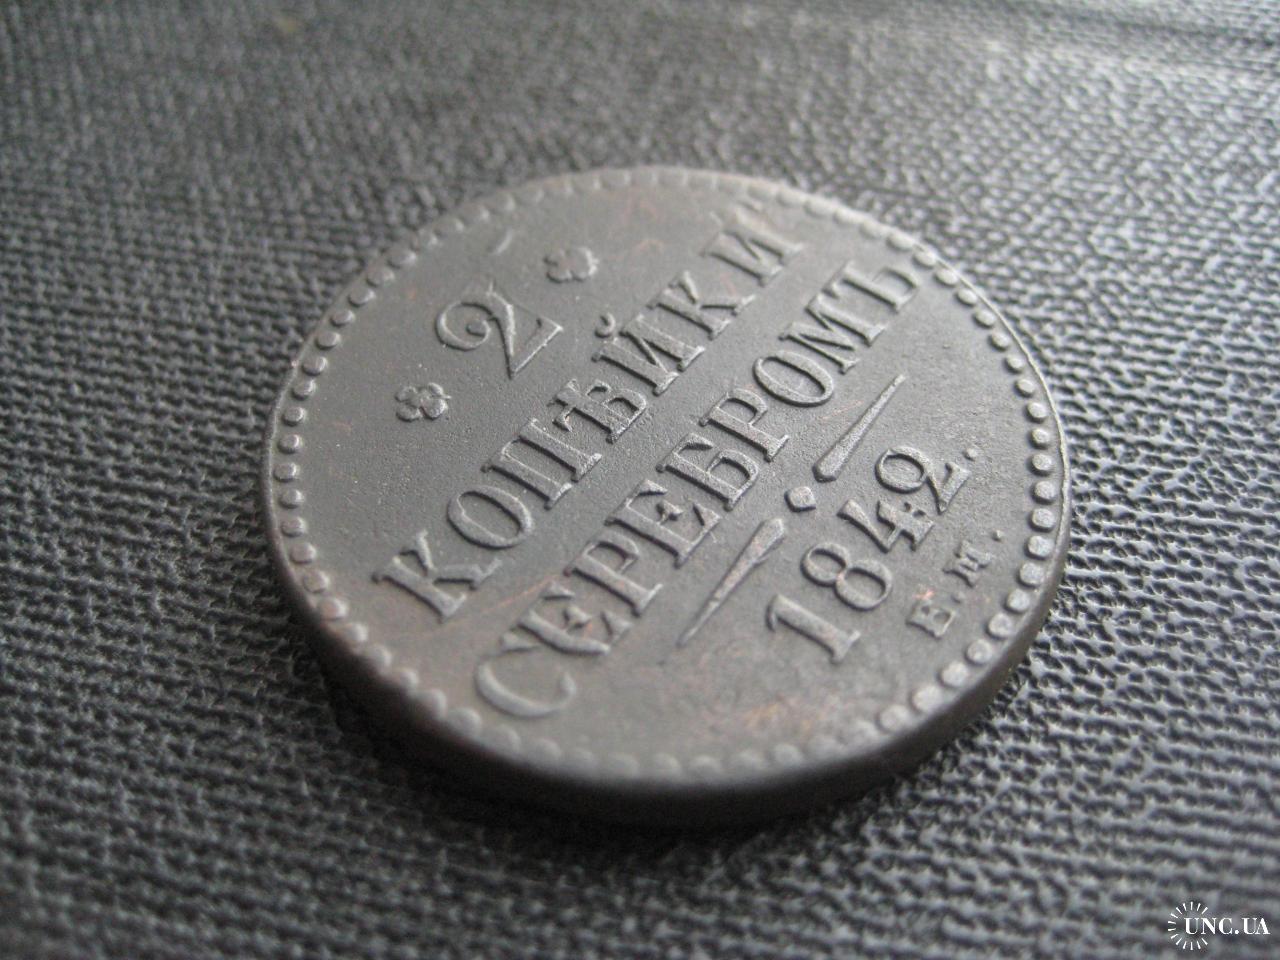 2
КОПѢЙКИ
СЕРЕБРОМЪ
1842.
Е.М.
UNC.UA